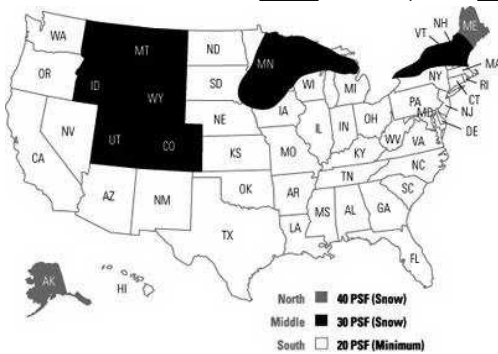 WA
MT
ND
MN
VT
NH
ME
OR
ID
WY
SD
WI
MI
NY
MA
RI
CT
NJ
DE
MD
PA
NV
UT
CO
NE
IA
IL
IN
OH
WV
VA
CA
KS
MO
KY
NC
AZ
NM
OK
AR
TN
SC
TX
LA
MS
AL
GA
FL
AK
HI
North 40 PSF (Snow)
Middle 30 PSF (Snow)
South 20 PSF (Minimum)